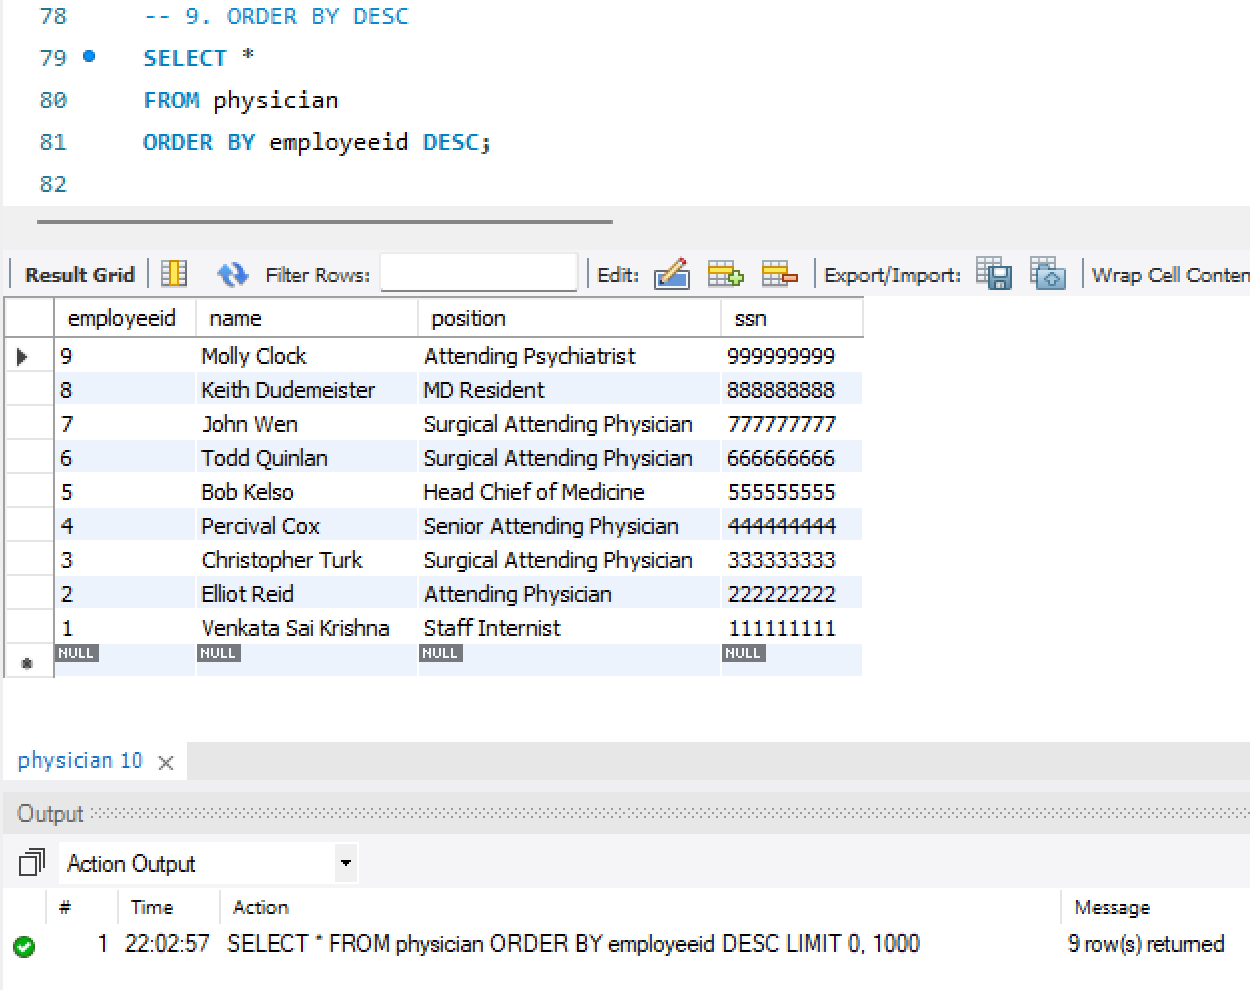 78 -- 9. ORDER BY DESC
79 SELECT *
80 FROM physician
81 ORDER BY employeeid DESC;
82
Result Grid Filter Rows: Edit: Export/Import: Wrap Cell Conten
employeeid name position ssn
9 Molly Clock Attending Psychiatrist 999999999
8 Keith Dudemeister MD Resident 888888888
7 John Wen Surgical Attending Physician 777777777
6 Todd Quinlan Surgical Attending Physician 666666666
5 Bob Kelso Head Chief of Medicine 555555555
4 Percival Cox Senior Attending Physician 444444444
3 Christopher Turk Surgical Attending Physician 333333333
2 Elliot Reid Attending Physician 222222222
1 Venkata Sai Krishna Staff Internist 111111111
NULL NULL NULL NULL
physician 10
Output
Action Output
# Time Action Message
1 22:02:57 SELECT * FROM physician ORDER BY employeeid DESC LIMIT 0, 1000 9 row(s) returned